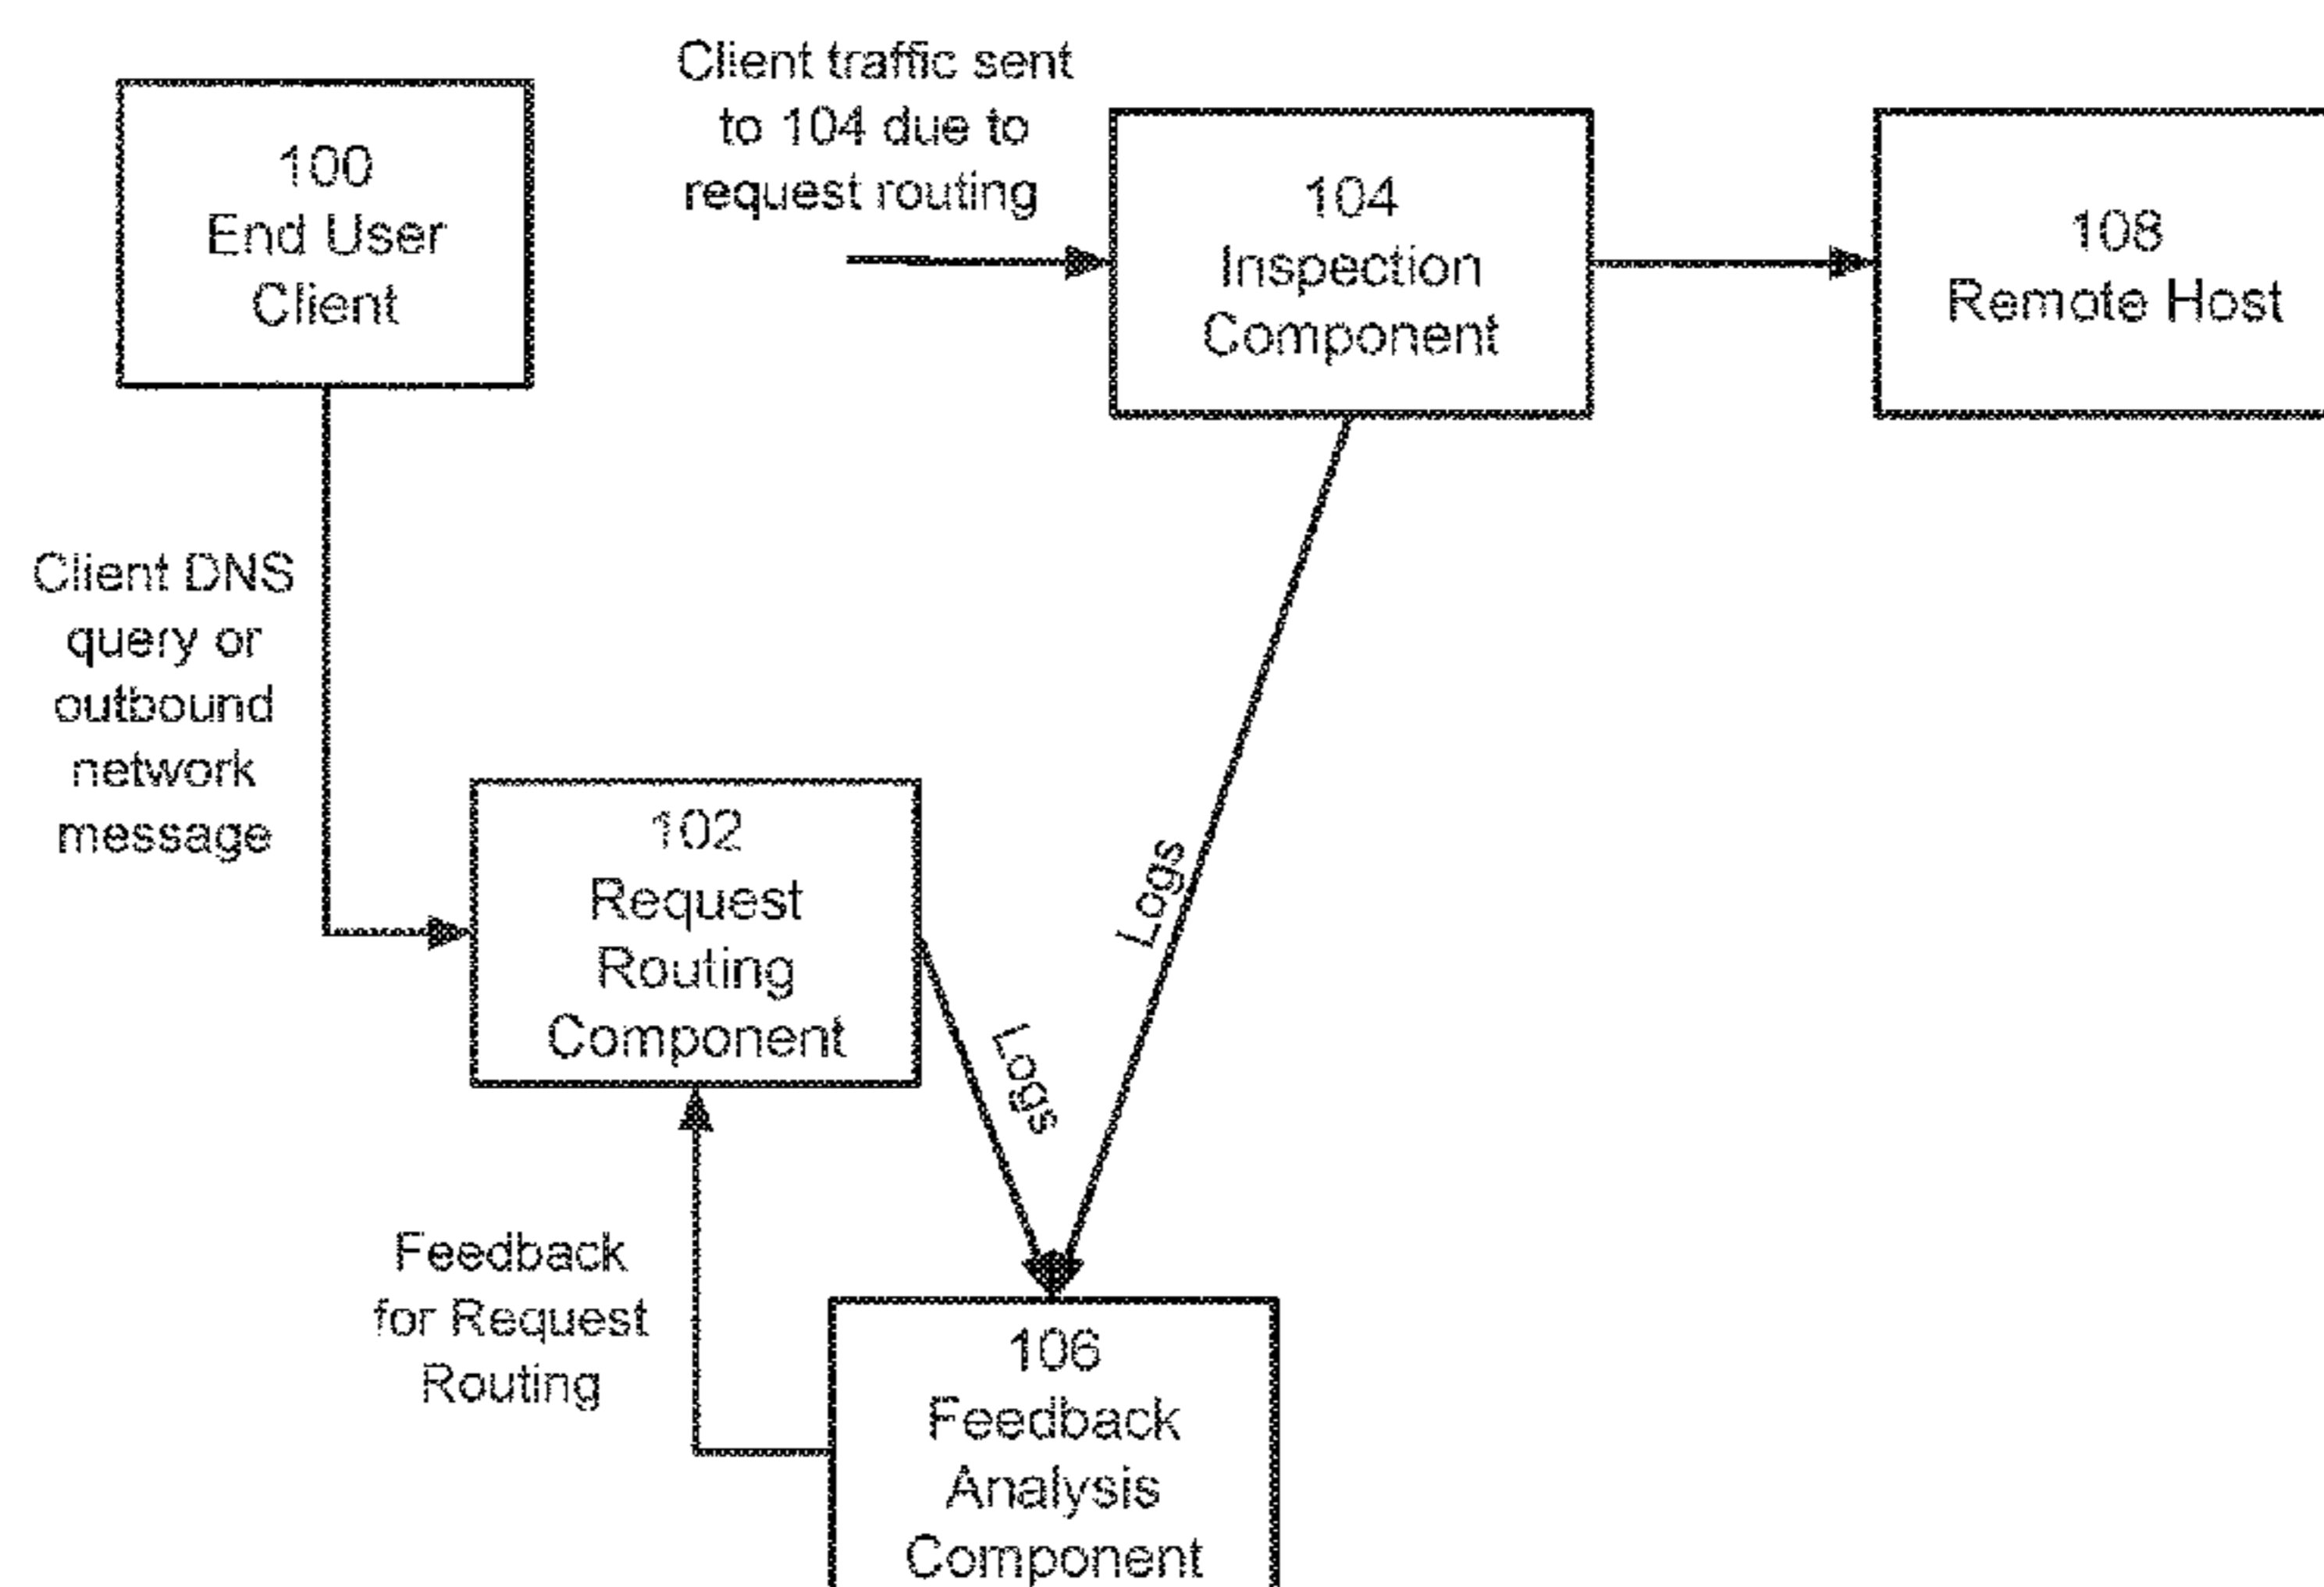 Client traffic sent
to 104 due to
request routing
100
End User
Client
104
Inspection
Component
108
Remote Host
Client DNS
query or
outbound
network
message
102
Request
Routing
Component
Logs
Logs
Feedback
for Request
Routing
106
Feedback
Analysis
Component